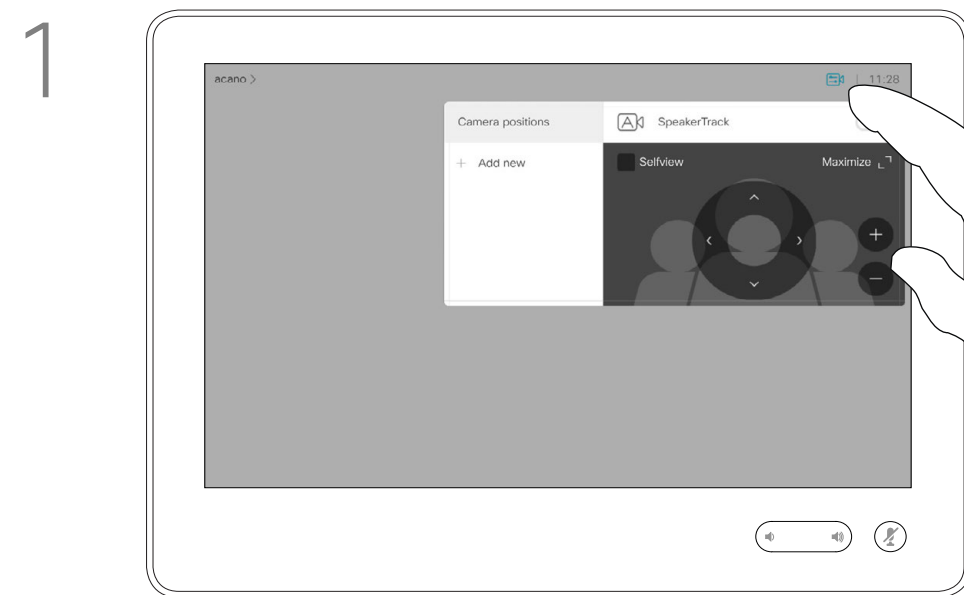 1
acano >
11:28
Camera positions
SpeakerTrack
+ Add new
Selfview
Maximize